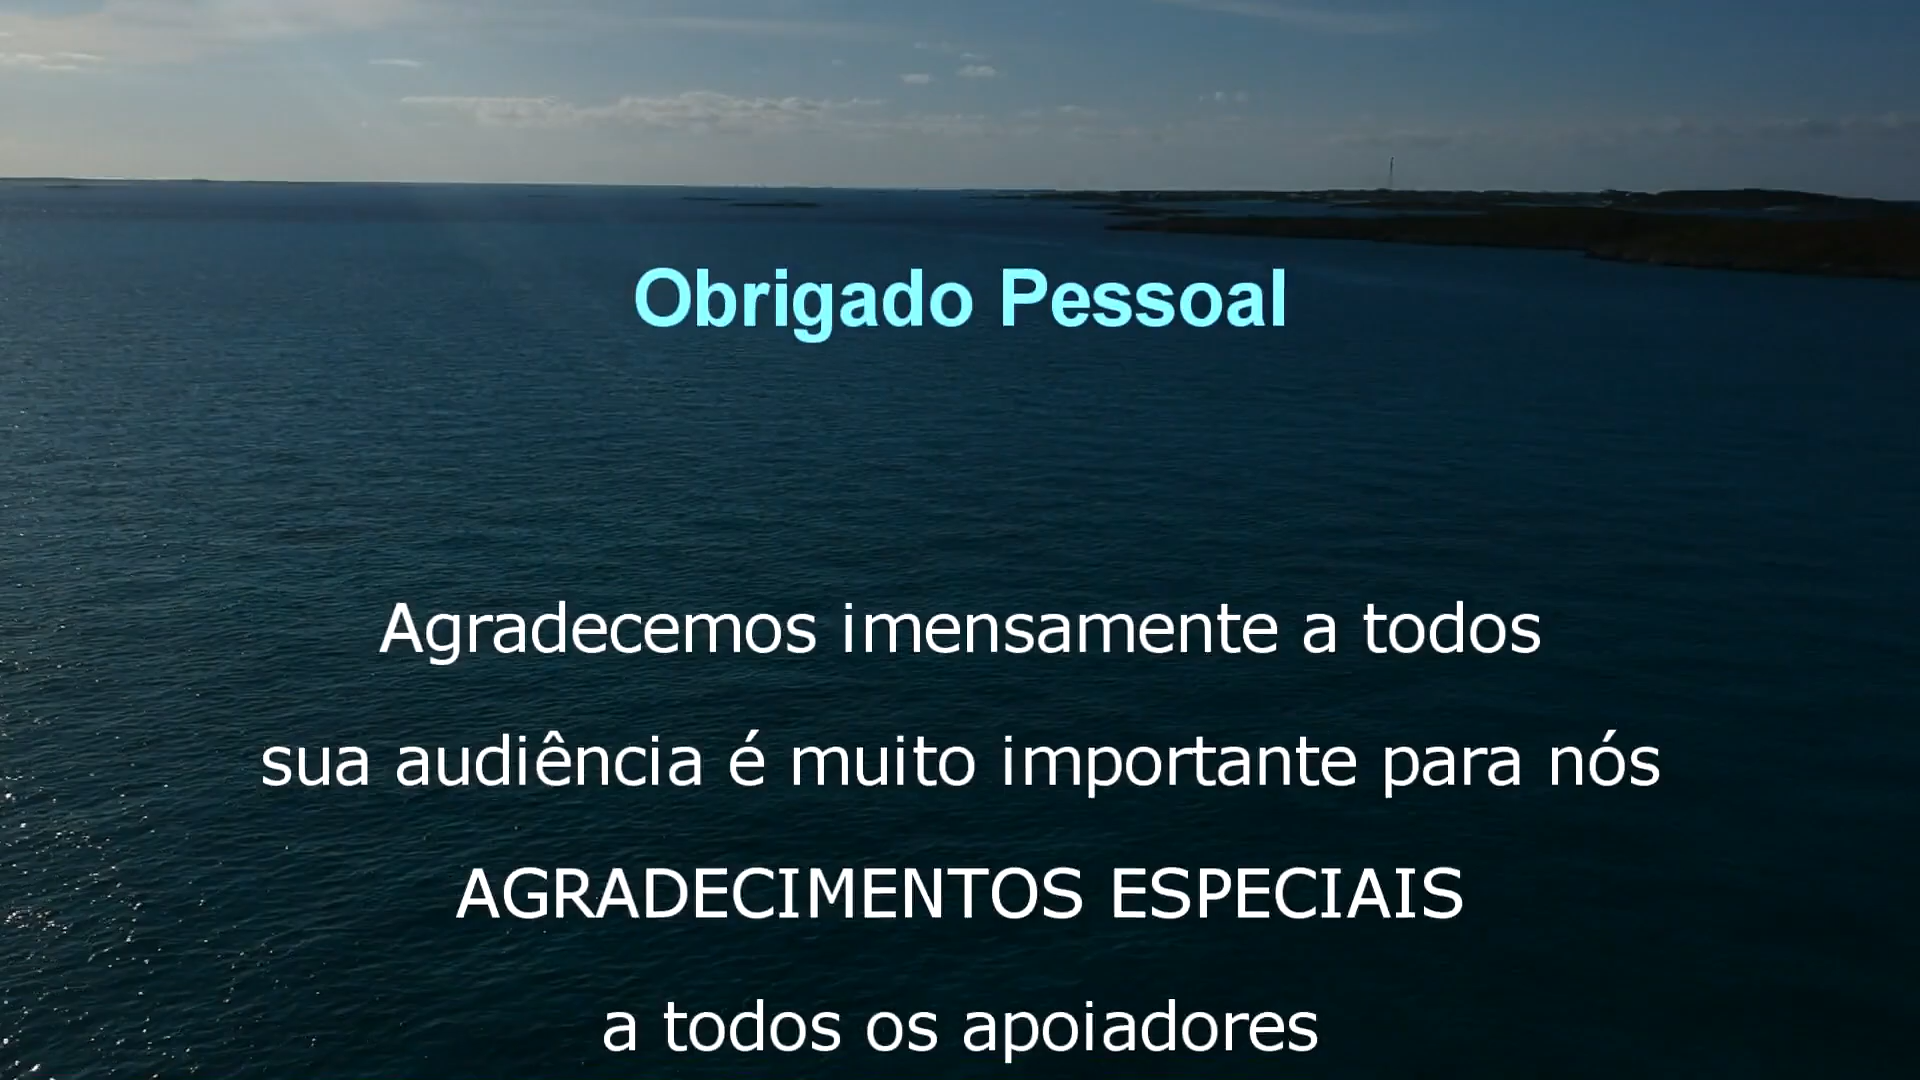 Obrigado Pessoal
Agradecemos imensamente a todos
sua audiência é muito importante para nós
AGRADECIMENTOS ESPECIAIS
a todos os apoiadores